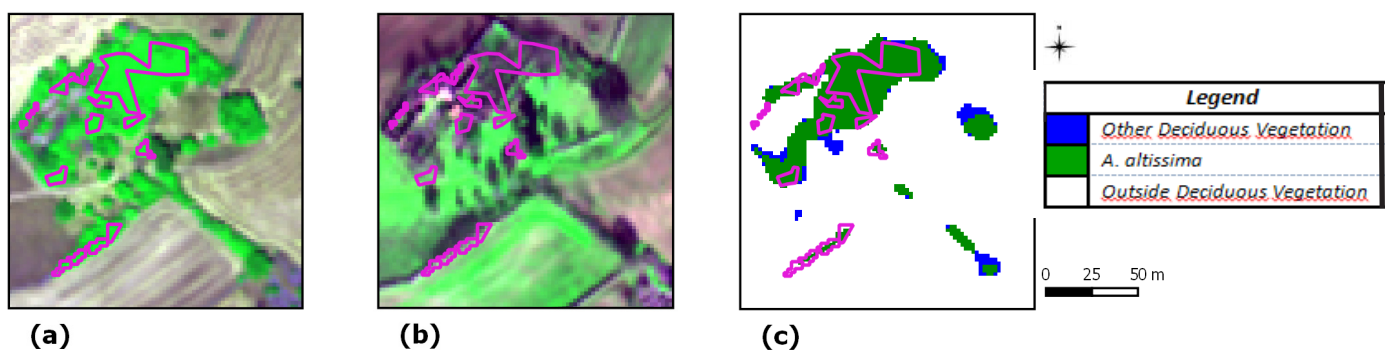 Legend
Other Deciduous Vegetation
A. altissima
Outside Deciduous Vegetation
0 25 50 m
(a) (b) (c)